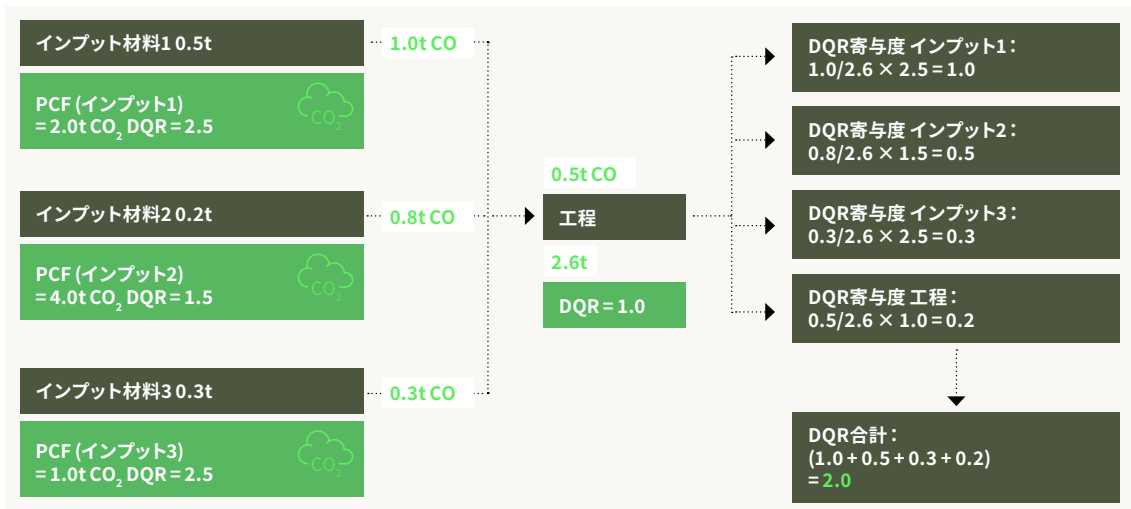 インプット材料1 0.5t
PCF (インプット1)
= 2.0t CO2 DQR = 2.5
CO2
1.0t CO
インプット材料2 0.2t
PCF (インプット2)
= 4.0t CO2 DQR = 1.5
CO2
0.8t CO
インプット材料3 0.3t
PCF (インプット3)
= 1.0t CO2 DQR = 2.5
CO2
0.3t CO
0.5t CO
工程
2.6t
DQR = 1.0
DQR寄与度 インプット1：
1.0/2.6 × 2.5 = 1.0
DQR寄与度 インプット2：
0.8/2.6 × 1.5 = 0.5
DQR寄与度 インプット3：
0.3/2.6 × 2.5 = 0.3
DQR寄与度 工程：
0.5/2.6 × 1.0 = 0.2
DQR合計：
(1.0 + 0.5 + 0.3 + 0.2)
= 2.0